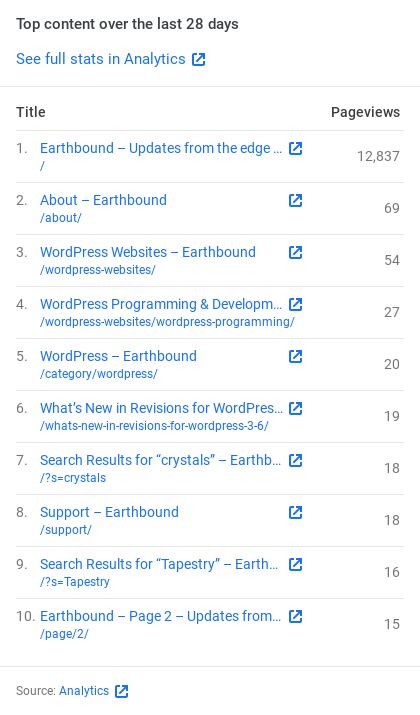 Top content over the last 28 days
See full stats in Analytics
Title Pageviews
1. Earthbound – Updates from the edge ...
/
12,837
2. About – Earthbound
/about/
69
3. WordPress Websites – Earthbound
/wordpress-websites/
54
4. WordPress Programming & Developm...
/wordpress-websites/wordpress-programming/
27
5. WordPress – Earthbound
/category/wordpress/
20
6. What’s New in Revisions for WordPres...
/whats-new-in-revisions-for-wordpress-3-6/
19
7. Search Results for “crystals” – Earthb...
/?s=crystals
18
8. Support – Earthbound
/support/
18
9. Search Results for “Tapestry” – Earth...
/?s=Tapestry
16
10. Earthbound – Page 2 – Updates from...
/page/2/
15
Source: Analytics